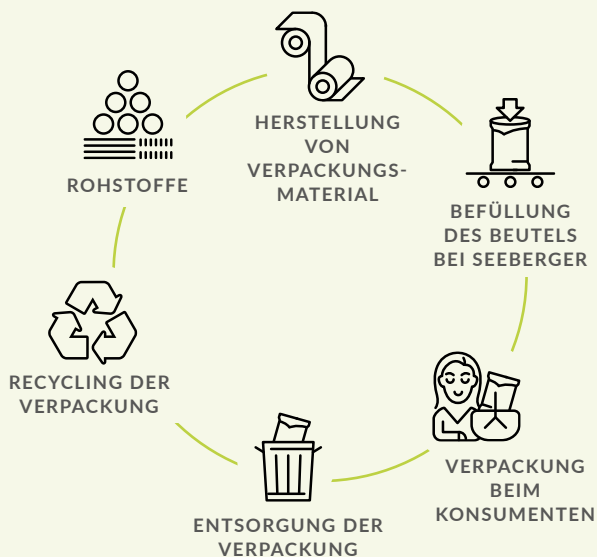 HERSTELLUNG
VON
VERPACKUNGS-
MATERIAL
BEFÜLLUNG
DES BEUTELS
BEI SEEBERGER
VERPACKUNG
BEIM
KONSUMENTEN
ENTSORGUNG DER
VERPACKUNG
RECYCLING DER
VERPACKUNG
ROHSTOFFE